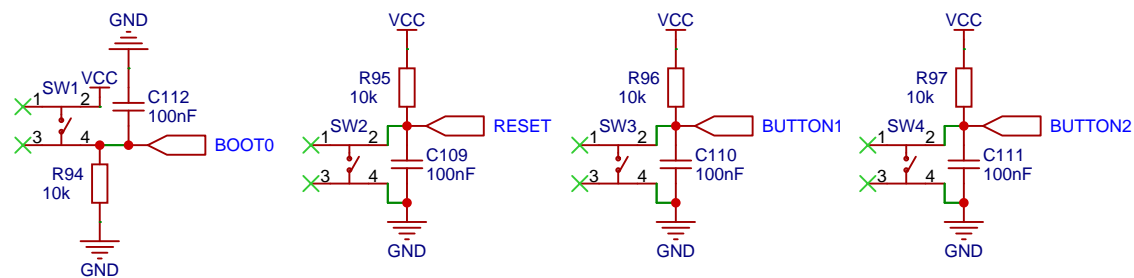 GND
SW1
VCC
1
2
3
4
C112
100nF
BOOT0
R94
10k
GND
VCC
R95
10k
SW2
1
2
3
4
RESET
C109
100nF
GND
VCC
R96
10k
SW3
1
2
3
4
BUTTON1
C110
100nF
GND
VCC
R97
10k
SW4
1
2
3
4
BUTTON2
C111
100nF
GND